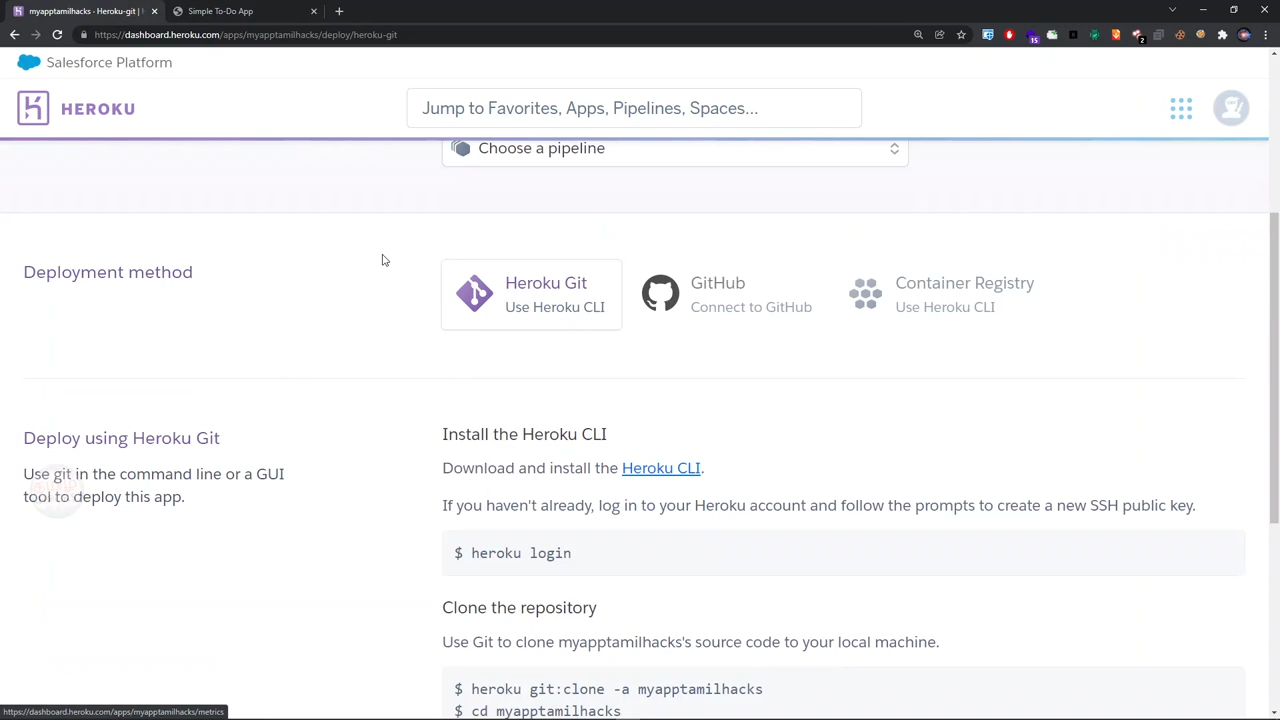 myapptamilhacks - Heroku-git |
Simple To-Do App
https://dashboard.heroku.com/apps/myapptamilhacks/deploy/heroku-git
15
2
Salesforce Platform
HEROKU
Jump to Favorites, Apps, Pipelines, Spaces...
Choose a pipeline
Deployment method
Heroku Git
Use Heroku CLI
GitHub
Connect to GitHub
Container Registry
Use Heroku CLI
Deploy using Heroku Git
Use git in the command line or a GUI
tool to deploy this app.
Install the Heroku CLI
Download and install the Heroku CLI.
If you haven't already, log in to your Heroku account and follow the prompts to create a new SSH public key.
$ heroku login
Clone the repository
Use Git to clone myapptamilhacks's source code to your local machine.
$ heroku git:clone -a myapptamilhacks
$ cd myapptamilhacks
https://dashboard.heroku.com/apps/myapptamilhacks/metrics